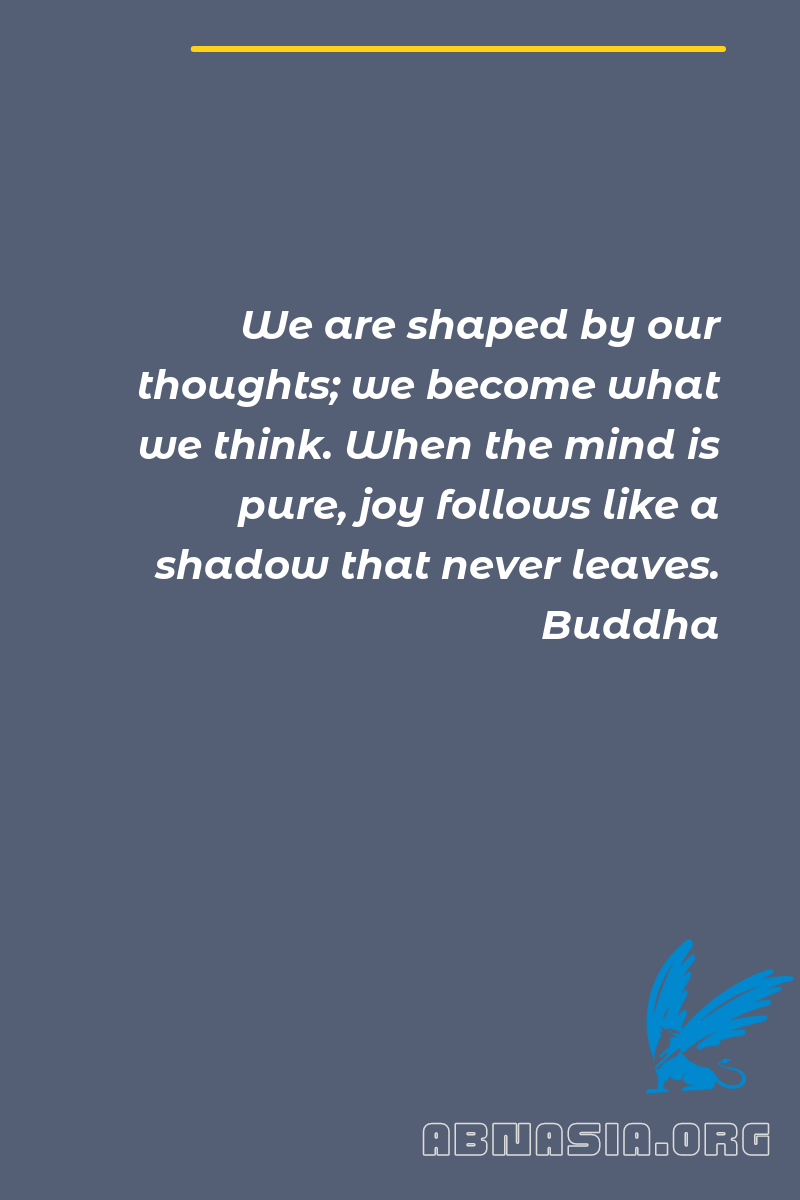 We are shaped by our
thoughts; we become what
we think. When the mind is
pure, joy follows like a
shadow that never leaves.
Buddha
ABNASIA.ORG